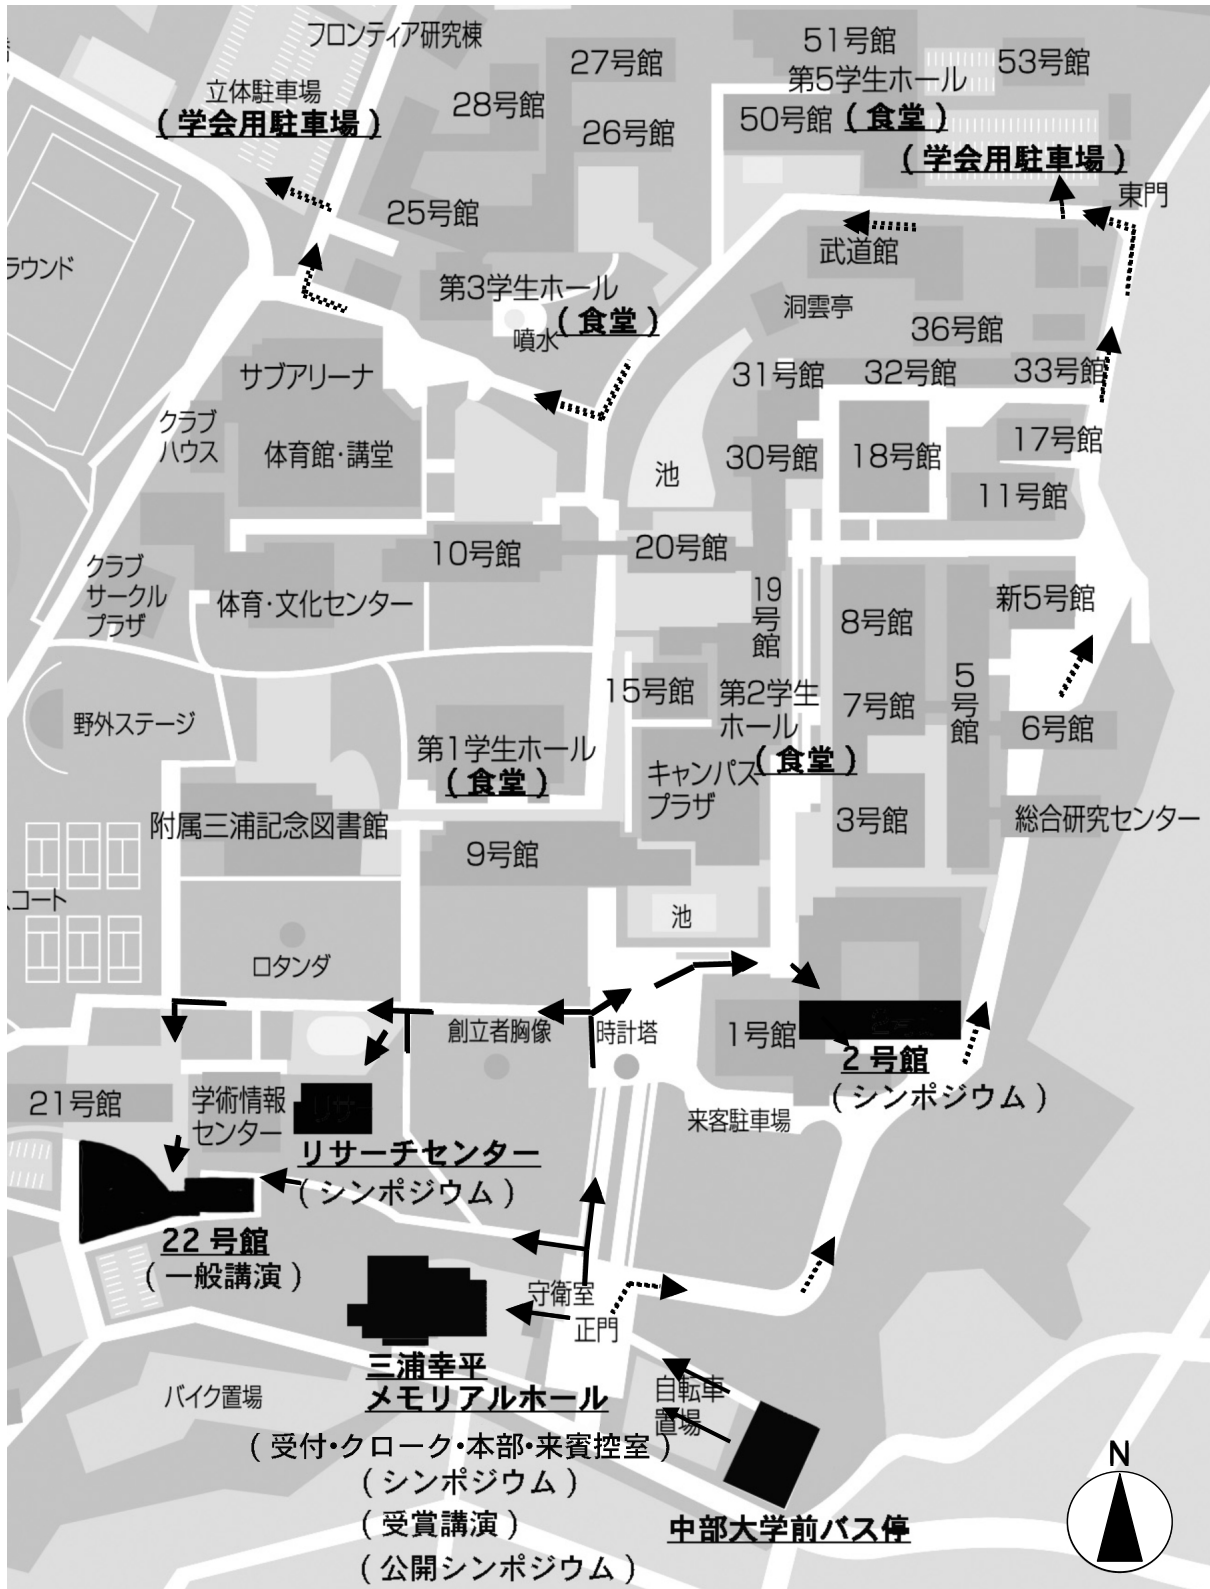 フロンティア研究棟
51号館
27号館
53号館
第5学生ホール
立体駐車場
28号館
(学会用駐車場)
50号館
(食堂)
26号館
(学会用駐車場)
東門
25号館
武道館
ラウンド
第3学生ホール
洞雲亭
(食堂)
噴水
36号館
サブアリーナ
31号館
32号館
33号館
クラブ
ハウス
体育館・講堂
17号館
30号館
18号館
池
11号館
10号館
20号館
クラブ
サークル
プラザ
体育・文化センター
19号館
新5号館
8号館
15号館
第2学生
ホール
(食堂)
7号館
5号館
6号館
野外ステージ
第1学生ホール
(食堂)
キャンパス
プラザ
附属三浦記念図書館
3号館
総合研究センター
9号館
スコート
池
ロタンダ
創立者胸像
時計塔
1号館
2号館
(シンポジウム)
21号館
学術情報
センター
来客駐車場
リサーチセンター
(シンポジウム)
22号館
(一般講演)
守衛室
正門
三浦幸平
メモリアルホール
バイク置場
自転車
置場
(受付・クローク・本部・来賓控室)
(シンポジウム)
(受賞講演)
(公開シンポジウム)
中部大学前バス停
N